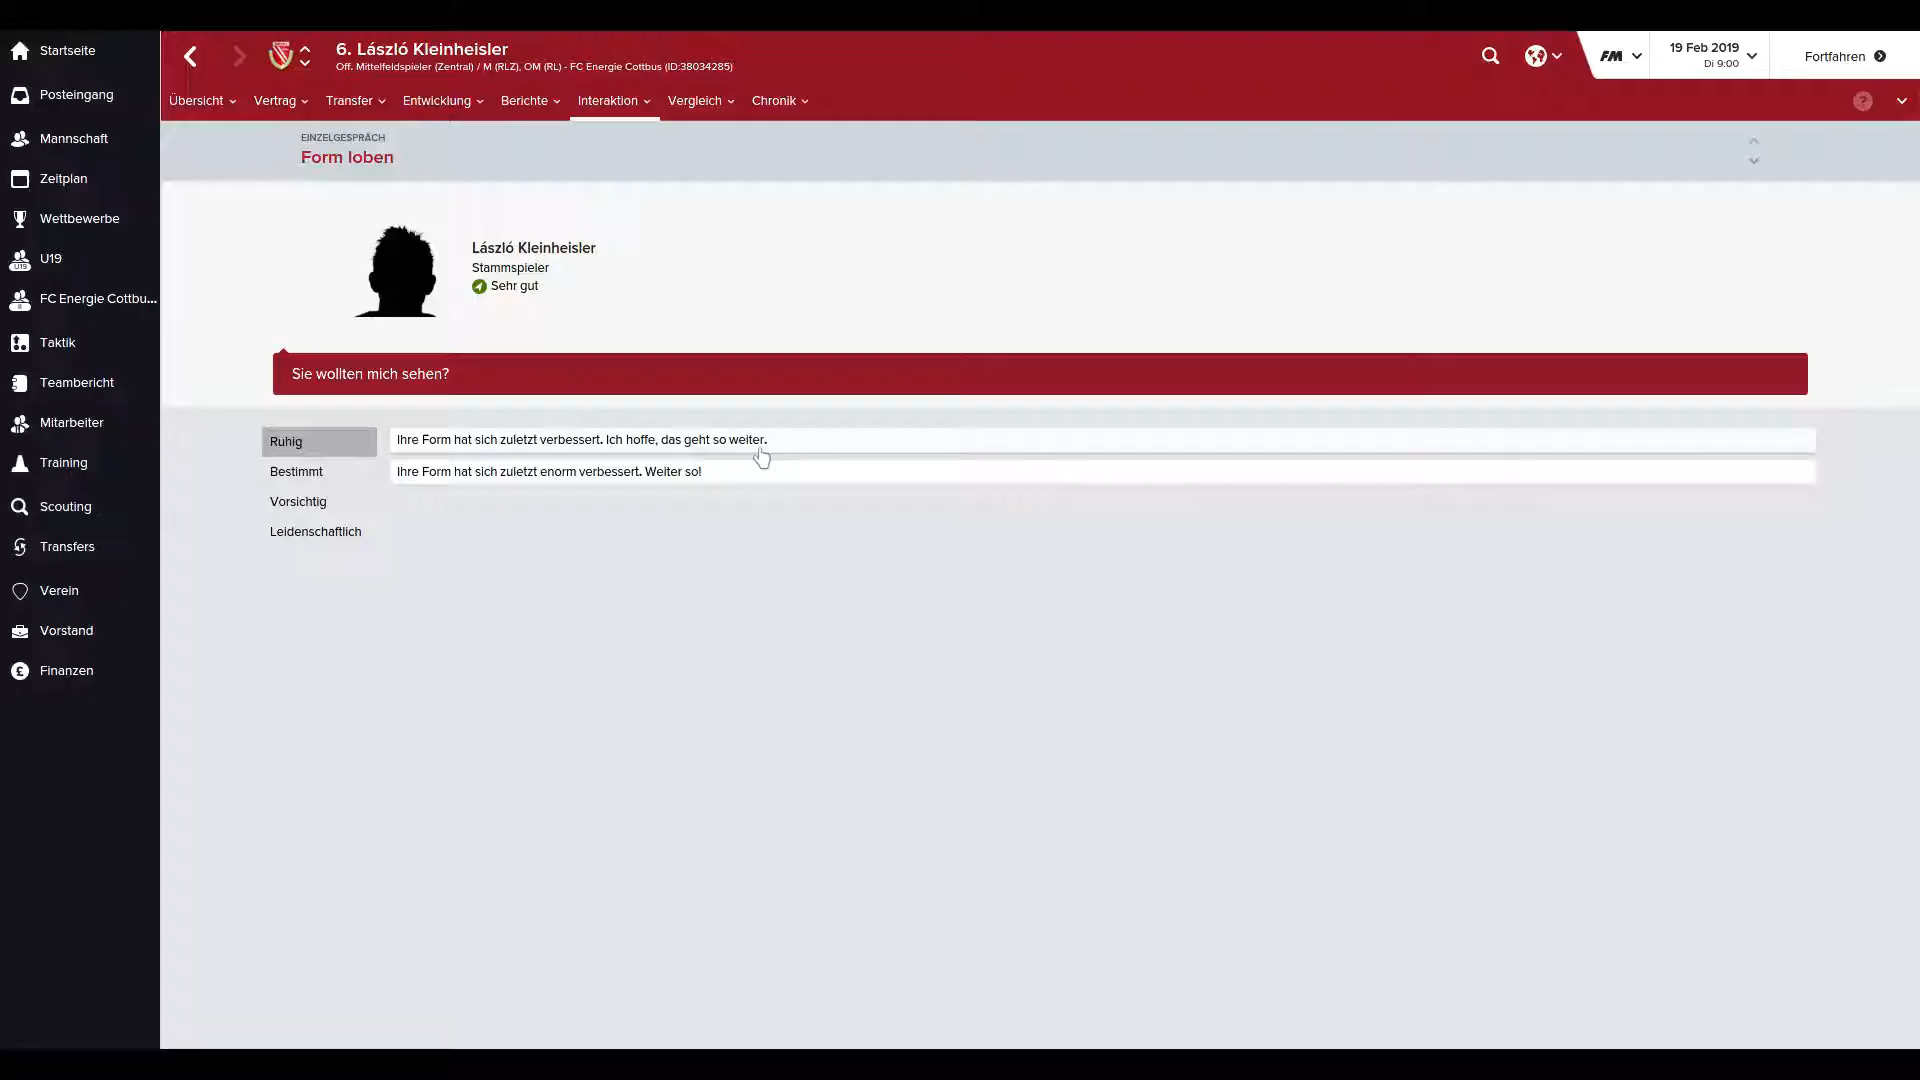 Startseite
Posteingang
Mannschaft
Zeitplan
Wettbewerbe
U19
U19
FC Energie Cottbu...
II
Taktik
Teambericht
Mitarbeiter
Training
Scouting
Transfers
Verein
Vorstand
£ Finanzen
6. László Kleinheisler
Off. Mittelfeldspieler (Zentral) / M (RLZ), OM (RL) - FC Energie Cottbus (ID:38034285)
FM
19 Feb 2019
Di 9:00
Fortfahren
Übersicht Vertrag Transfer Entwicklung Berichte Interaktion Vergleich Chronik
?
EINZELGESPRÄCH
Form loben
László Kleinheisler
Stammspieler
Sehr gut
Sie wollten mich sehen?
Ruhig
Bestimmt
Vorsichtig
Leidenschaftlich
Ihre Form hat sich zuletzt verbessert. Ich hoffe, das geht so weiter.
Ihre Form hat sich zuletzt enorm verbessert. Weiter so!